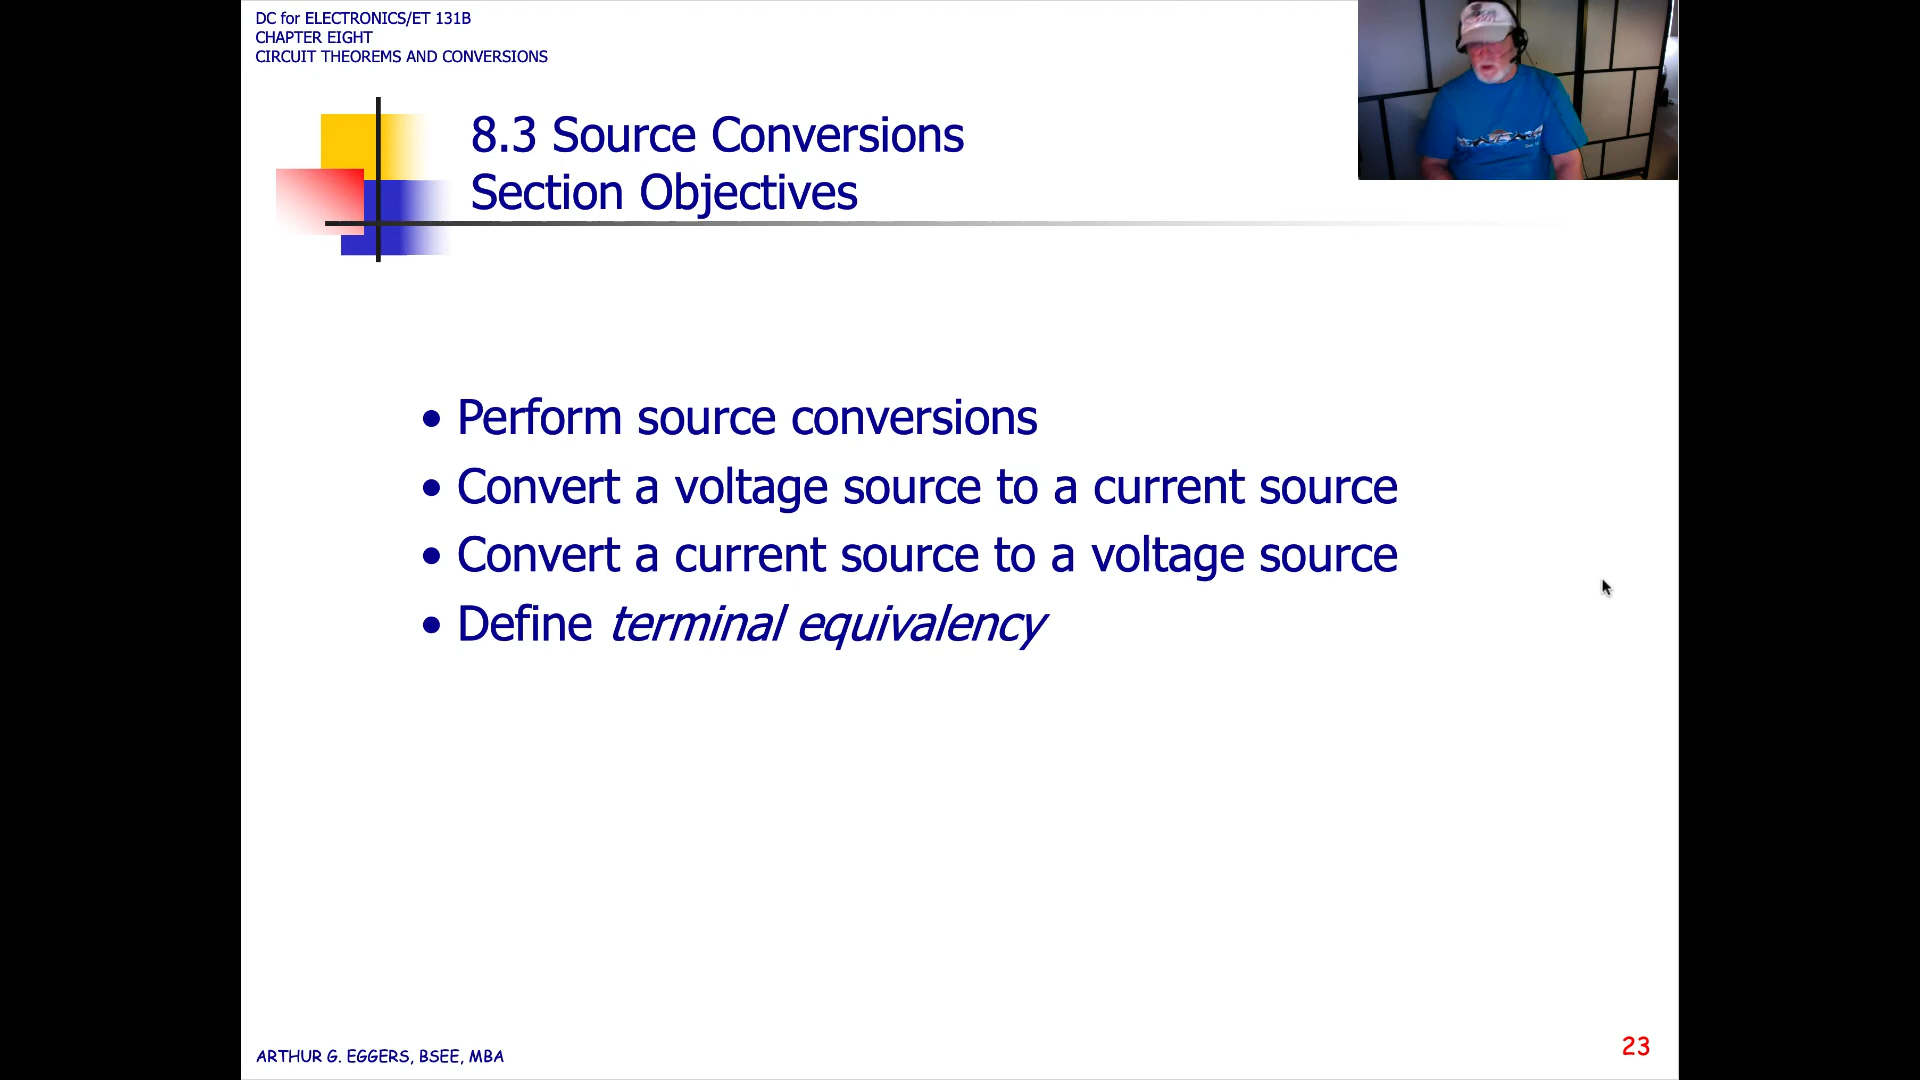 DC for ELECTRONICS/ET 131B
CHAPTER EIGHT
CIRCUIT THEOREMS AND CONVERSIONS
8.3 Source Conversions
Section Objectives
• Perform source conversions
• Convert a voltage source to a current source
• Convert a current source to a voltage source
• Define terminal equivalency
ARTHUR G. EGGERS, BSEE, MBA
23